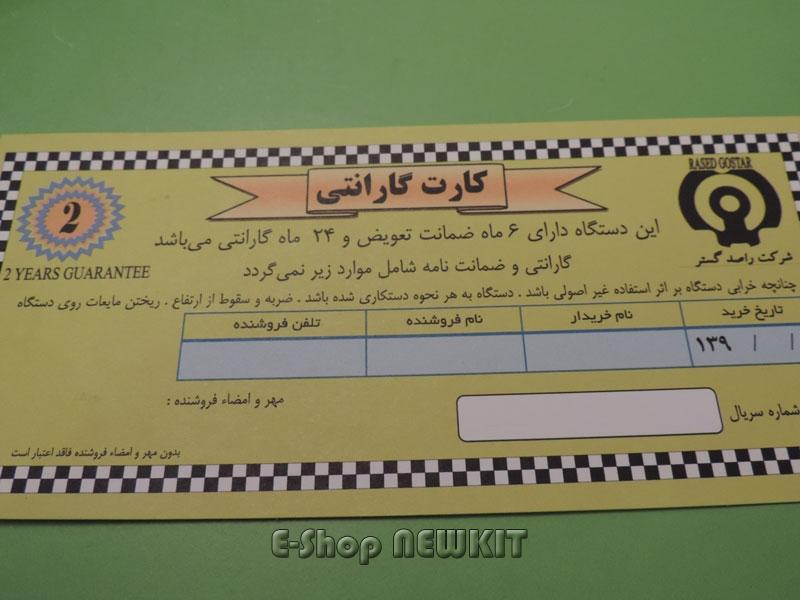 RASED GOSTAR
شرکت راصد گستر
کارت گارانتی
2
2 YEARS GUARANTEE
این دستگاه دارای ۶ ماه ضمانت تعویض و ۲۴ ماه گارانتی می‌باشد
گارانتی و ضمانت نامه شامل موارد زیر نمی‌گردد
چنانچه خرابی دستگاه بر اثر استفاده غیر اصولی باشد . دستگاه به هر نحوه دستکاری شده باشد . ضربه و سقوط از ارتفاع . ریختن مایعات روی دستگاه
تاریخ خرید نام خریدار نام فروشنده تلفن فروشنده
/ / ۱۳۹
شماره سریال
مهر و امضاء فروشنده :
بدون مهر و امضاء فروشنده فاقد اعتبار است
E-Shop NEWKIT